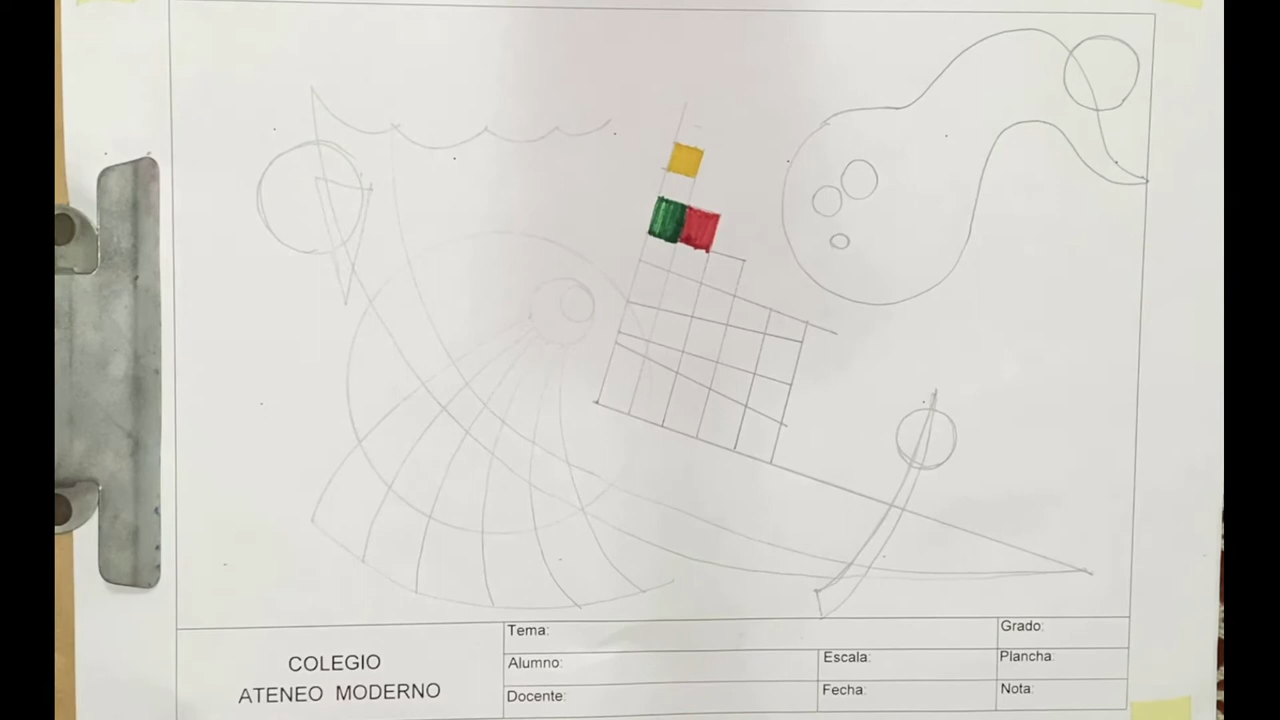 COLEGIO
ATENEO MODERNO
Tema:
Grado:
Alumno:
Escala:
Plancha:
Docente:
Fecha:
Nota: